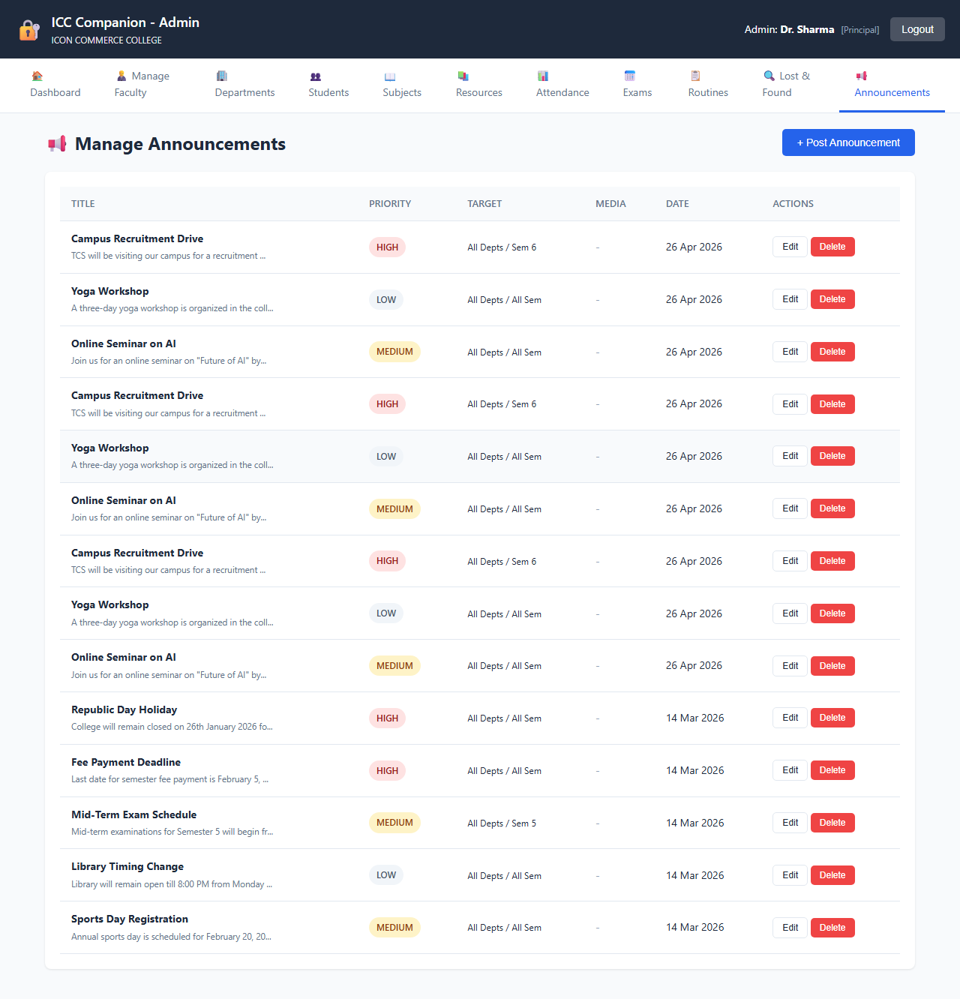 ICC Companion - Admin
ICON COMMERCE COLLEGE
Admin: Dr. Sharma [Principal] Logout
Dashboard
Manage Faculty
Departments
Students
Subjects
Resources
Attendance
Exams
Routines
Lost & Found
Announcements
Manage Announcements
+ Post Announcement
TITLE PRIORITY TARGET MEDIA DATE ACTIONS
Campus Recruitment Drive
TCS will be visiting our campus for a recruitment ...
HIGH All Depts / Sem 6 - 26 Apr 2026 Edit Delete
Yoga Workshop
A three-day yoga workshop is organized in the coll...
LOW All Depts / All Sem - 26 Apr 2026 Edit Delete
Online Seminar on AI
Join us for an online seminar on "Future of AI" by...
MEDIUM All Depts / All Sem - 26 Apr 2026 Edit Delete
Campus Recruitment Drive
TCS will be visiting our campus for a recruitment ...
HIGH All Depts / Sem 6 - 26 Apr 2026 Edit Delete
Yoga Workshop
A three-day yoga workshop is organized in the coll...
LOW All Depts / All Sem - 26 Apr 2026 Edit Delete
Online Seminar on AI
Join us for an online seminar on "Future of AI" by...
MEDIUM All Depts / All Sem - 26 Apr 2026 Edit Delete
Campus Recruitment Drive
TCS will be visiting our campus for a recruitment ...
HIGH All Depts / Sem 6 - 26 Apr 2026 Edit Delete
Yoga Workshop
A three-day yoga workshop is organized in the coll...
LOW All Depts / All Sem - 26 Apr 2026 Edit Delete
Online Seminar on AI
Join us for an online seminar on "Future of AI" by...
MEDIUM All Depts / All Sem - 26 Apr 2026 Edit Delete
Republic Day Holiday
College will remain closed on 26th January 2026 fo...
HIGH All Depts / All Sem - 14 Mar 2026 Edit Delete
Fee Payment Deadline
Last date for semester fee payment is February 5, ...
HIGH All Depts / All Sem - 14 Mar 2026 Edit Delete
Mid-Term Exam Schedule
Mid-term examinations for Semester 5 will begin fr...
MEDIUM All Depts / Sem 5 - 14 Mar 2026 Edit Delete
Library Timing Change
Library will remain open till 8:00 PM from Monday ...
LOW All Depts / All Sem - 14 Mar 2026 Edit Delete
Sports Day Registration
Annual sports day is scheduled for February 20, 20...
MEDIUM All Depts / All Sem - 14 Mar 2026 Edit Delete